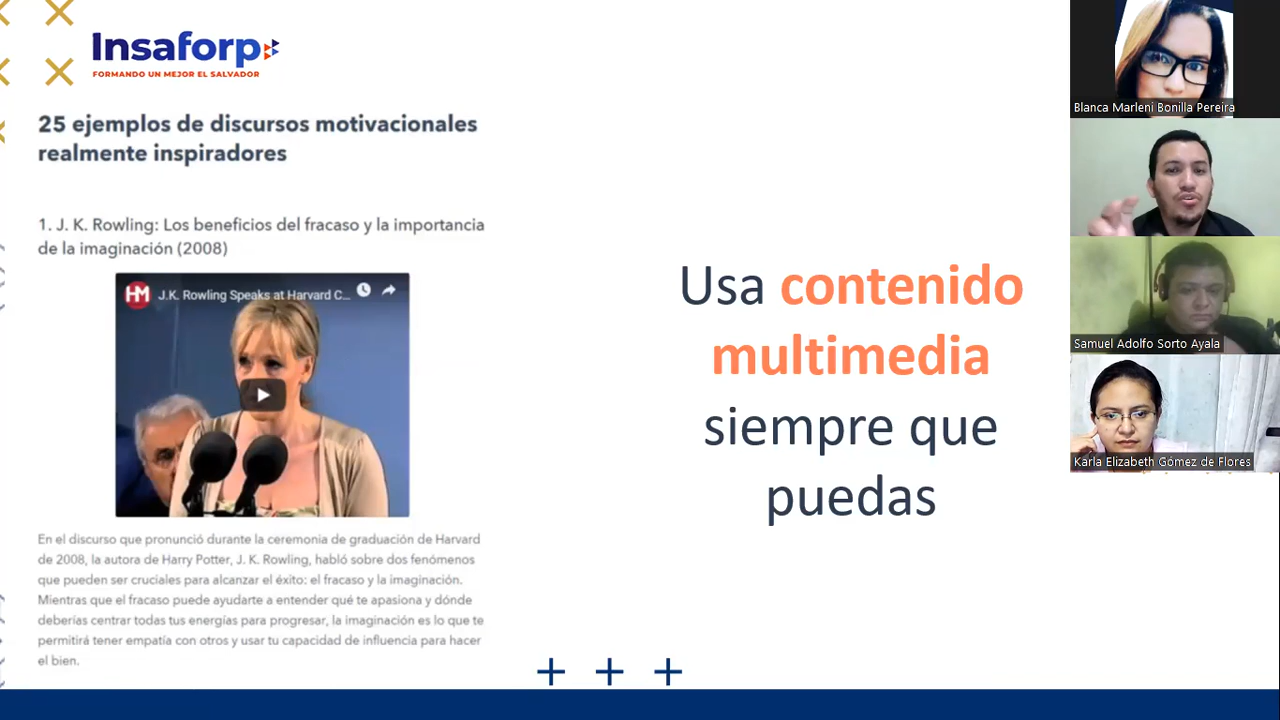 Insaforp
FORMANDO UN MEJOR EL SALVADOR
25 ejemplos de discursos motivacionales
realmente inspiradores
1. J. K. Rowling: Los beneficios del fracaso y la importancia
de la imaginación (2008)
HM
J.K. Rowling Speaks at Harvard C...
En el discurso que pronunció durante la ceremonia de graduación de Harvard
de 2008, la autora de Harry Potter, J. K. Rowling, habló sobre dos fenómenos
que pueden ser cruciales para alcanzar el éxito: el fracaso y la imaginación.
Mientras que el fracaso puede ayudarte a entender qué te apasiona y dónde
deberías centrar todas tus energías para progresar, la imaginación es lo que te
permitirá tener empatía con otros y usar tu capacidad de influencia para hacer
el bien.
Usa contenido
multimedia
siempre que
puedas
Blanca Marleni Bonilla Pereira
Samuel Adolfo Sorto Ayala
Karla Elizabeth Gómez de Flores